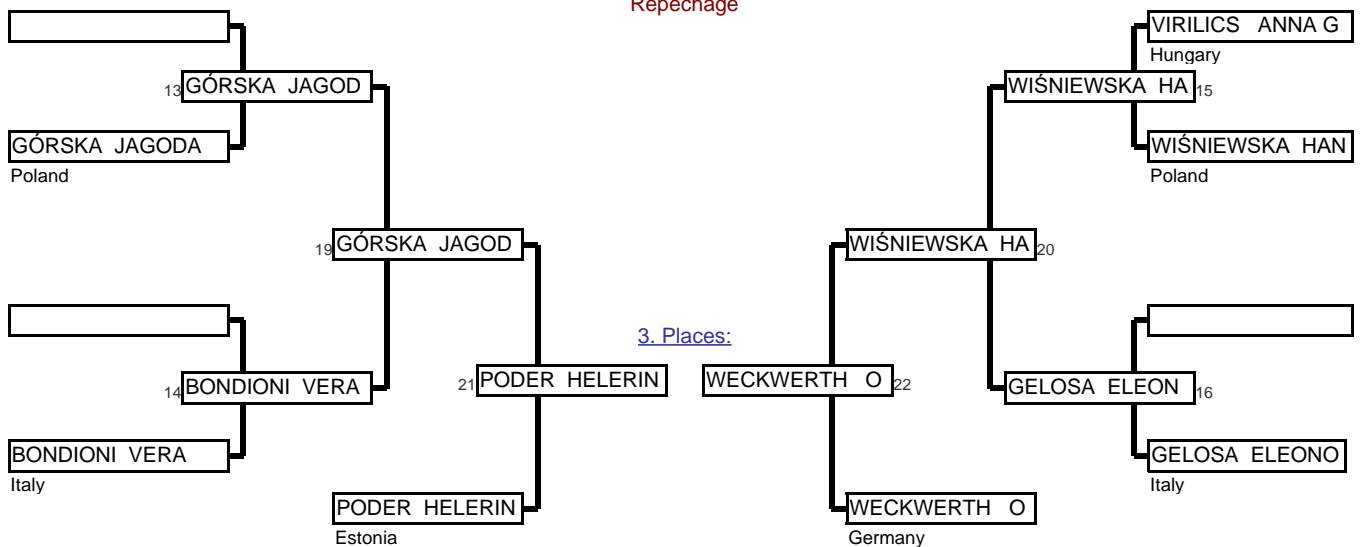 Repechage
VIRILICS ANNA G
Hungary
13 GÓRSKA JAGOD
WIŚNIEWSKA HA 15
GÓRSKA JAGODA
Poland
WIŚNIEWSKA HAN
Poland
19 GÓRSKA JAGOD
WIŚNIEWSKA HA 20
3. Places:
14 BONDIONI VERA
21 PODER HELERIN
WECKWERTH O 22
GELOSA ELEON 16
BONDIONI VERA
Italy
GELOSA ELEONO
Italy
PODER HELERIN
Estonia
WECKWERTH O
Germany